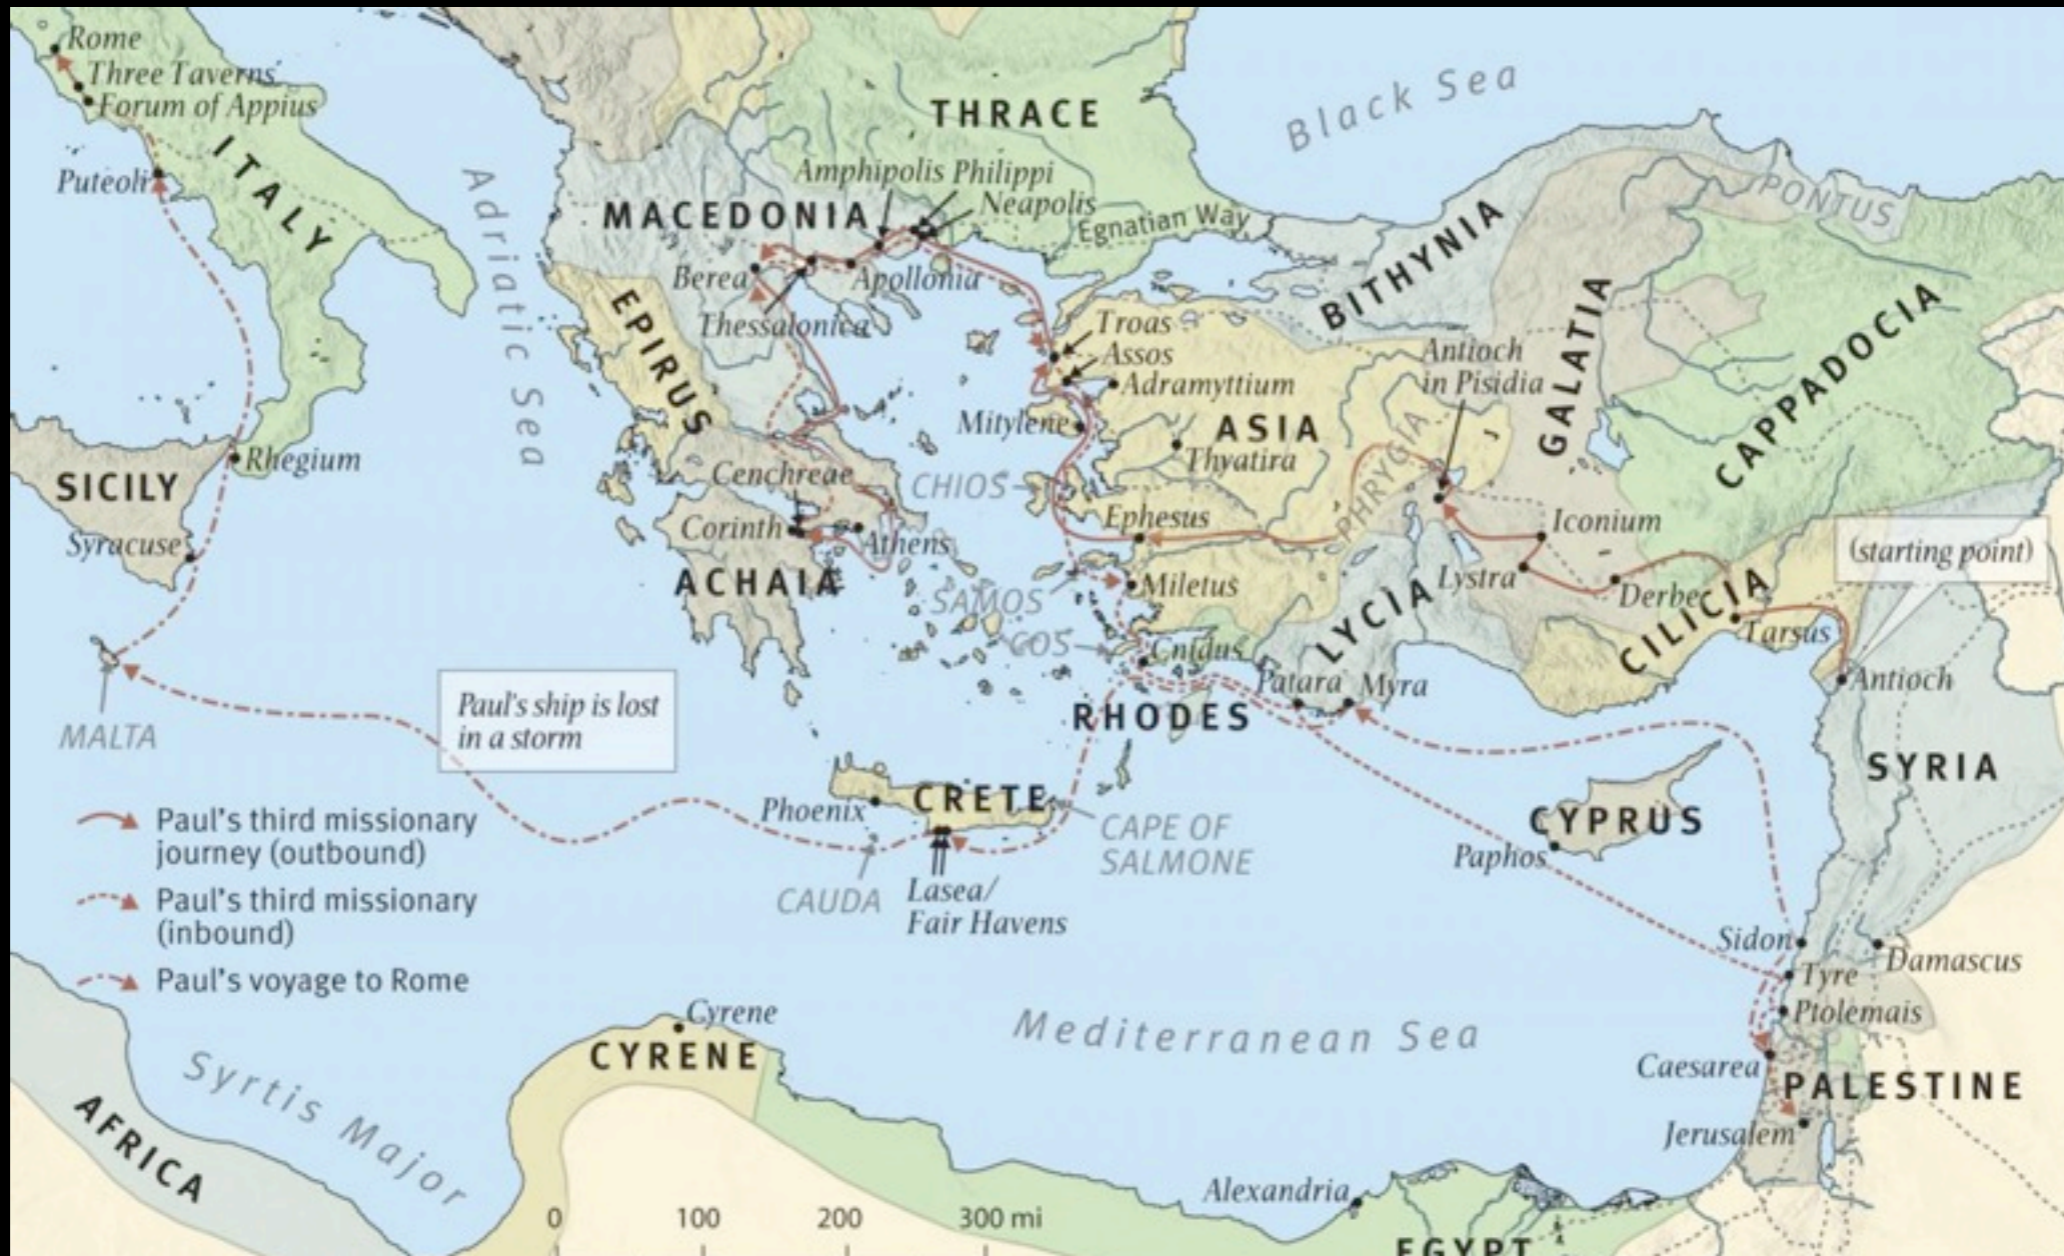 Rome
Three Taverns
Forum of Appius
ITALY
Puteoli
Adriatic Sea
THRACE
Black Sea
Amphipolis Philippi
Neapolis
MACEDONIA
Egnatian Way
PONTUS
BITHYNIA
Berea
Apollonia
Thessalonica
EPIRUS
Troas
Assos
Adramyttium
Antioch
in Pisidia
GALATIA
CAPPADOCIA
Mitylene
ASIA
Thyatira
PHRYGIA
Rhegium
SICILY
Syracuse
Cenchreae
CHIOS
Corinth
Athens
Ephesus
Iconium
(starting point)
ACHAIA
SAMOS
Miletus
Lystra
Derbe
CILICIA
Tarsus
LYCIA
COS
Cnidus
Patara Myra
Antioch
Paul's ship is lost
in a storm
MALTA
RHODES
SYRIA
Phoenix
CRETE
CYPRUS
CAPE OF
SALMONE
Paphos
Paul's third missionary
journey (outbound)
CAUDA
Lasea/
Fair Havens
Paul's third missionary
(inbound)
Sidon
Damascus
Tyre
Paul's voyage to Rome
Ptolemais
Cyrene
CYRENE
Mediterranean Sea
Caesarea
PALESTINE
Syrtis Major
AFRICA
Jerusalem
Alexandria
0 100 200 300 mi
EGYPT